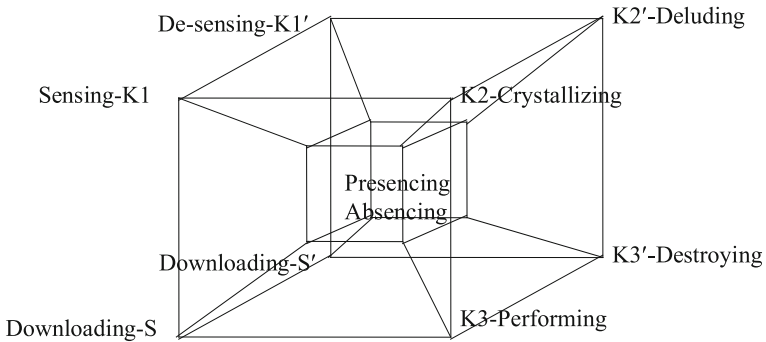 De-sensing-K1′
K2′-Deluding
Sensing-K1
K2-Crystallizing
Presencing
Absencing
Downloading-S′
K3′-Destroying
Downloading-S
K3-Performing